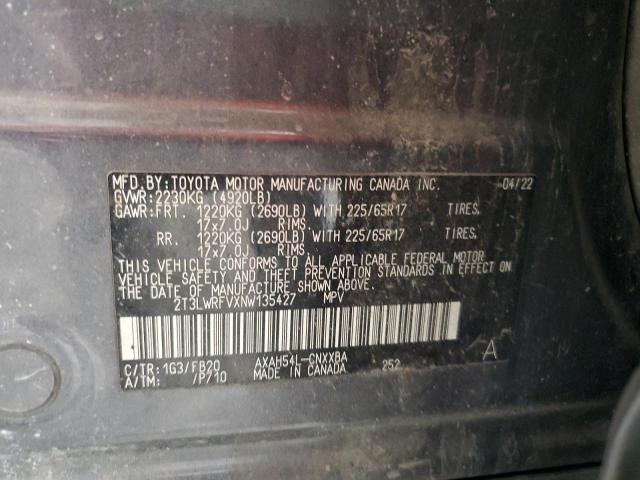 MFD.BY:TOYOTA MOTOR MANUFACTURING CANADA INC. 04/22
GVWR:2230KG (4920LB)
GAWR:FRT. 1220KG (2690LB) WITH 225/65R17 TIRES.
17x7.0J RIMS.
RR. 1220KG (2690LB) WITH 225/65R17 TIRES.
17x7.0J RIMS.
THIS VEHICLE CONFORMS TO ALL APPLICABLE FEDERAL MOTOR
VEHICLE SAFETY AND THEFT PREVENTION STANDARDS IN EFFECT ON
THE DATE OF MANUFACTURE SHOWN ABOVE.
2T3LWRFVXNW135427 MPV
A
C/TR:1G3/FB20 AXAH54L-CNXXBA 252
A/TM: /P710 MADE IN CANADA